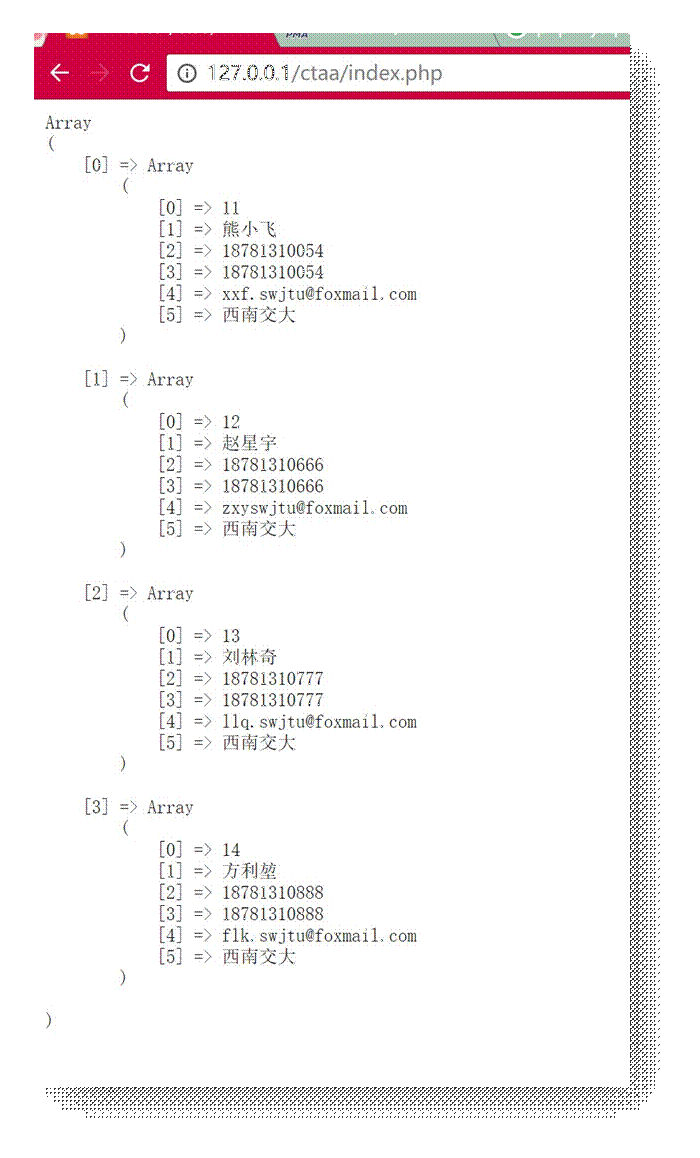 PMA
127.0.0.1/ctaa/index.php
Array
(
[0] => Array
(
[0] => 11
[1] => 熊小飞
[2] => 18781310054
[3] => 18781310054
[4] => xxf.swjtu@foxmail.com
[5] => 西南交大
)
[1] => Array
(
[0] => 12
[1] => 赵星宇
[2] => 18781310666
[3] => 18781310666
[4] => zxyswjtu@foxmail.com
[5] => 西南交大
)
[2] => Array
(
[0] => 13
[1] => 刘林奇
[2] => 18781310777
[3] => 18781310777
[4] => llq.swjtu@foxmail.com
[5] => 西南交大
)
[3] => Array
(
[0] => 14
[1] => 方利堃
[2] => 18781310888
[3] => 18781310888
[4] => flk.swjtu@foxmail.com
[5] => 西南交大
)
)